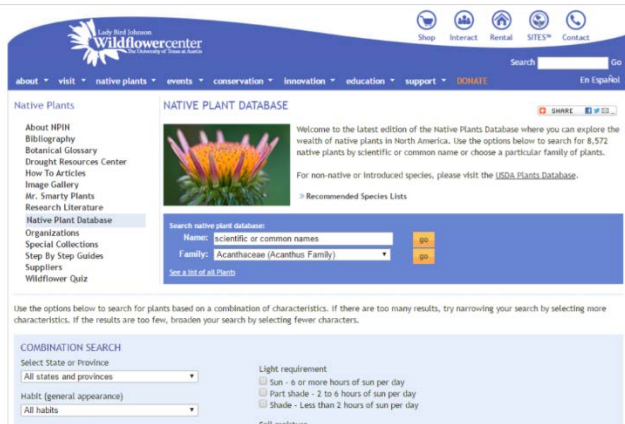 Shop Interact Rental SITES™ Contact
Lady Bird Johnson
Wildflowercenter
The University of Texas at Austin
Search Go
about visit native plants events conservation innovation education support DONATE En Español
Native Plants
About NPIN
Bibliography
Botanical Glossary
Drought Resources Center
How To Articles
Image Gallery
Mr. Smarty Plants
Research Literature
Native Plant Database
Organizations
Special Collections
Step By Step Guides
Suppliers
Wildflower Quiz
NATIVE PLANT DATABASE
SHARE
Welcome to the latest edition of the Native Plants Database where you can explore the
wealth of native plants in North America. Use the options below to search for 8,572
native plants by scientific or common name or choose a particular family of plants.
For non-native or introduced species, please visit the USDA Plants Database.
Recommended Species Lists
Search native plant database:
Name: scientific or common names go
Family: Acanthaceae (Acanthus Family) go
See a list of all Plants
Use the options below to search for plants based on a combination of characteristics. If there are too many results, try narrowing your search by selecting more
characteristics. If the results are too few, broaden your search by selecting fewer characters.
COMBINATION SEARCH
Select State or Province
All states and provinces
Habit (general appearance)
All habits
Light requirement
Sun - 6 or more hours of sun per day
Part shade - 2 to 6 hours of sun per day
Shade - Less than 2 hours of sun per day